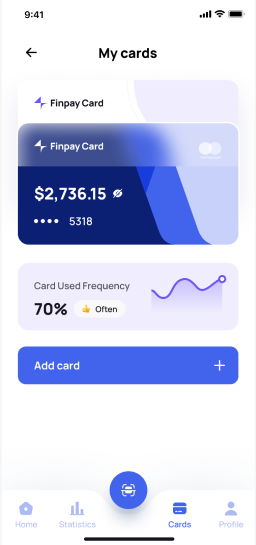 9:41
My cards
Finpay Card
Finpay Card
$2,736.15
5318
Card Used Frequency
70% 👍 Often
Add card
Home Statistics Cards Profile